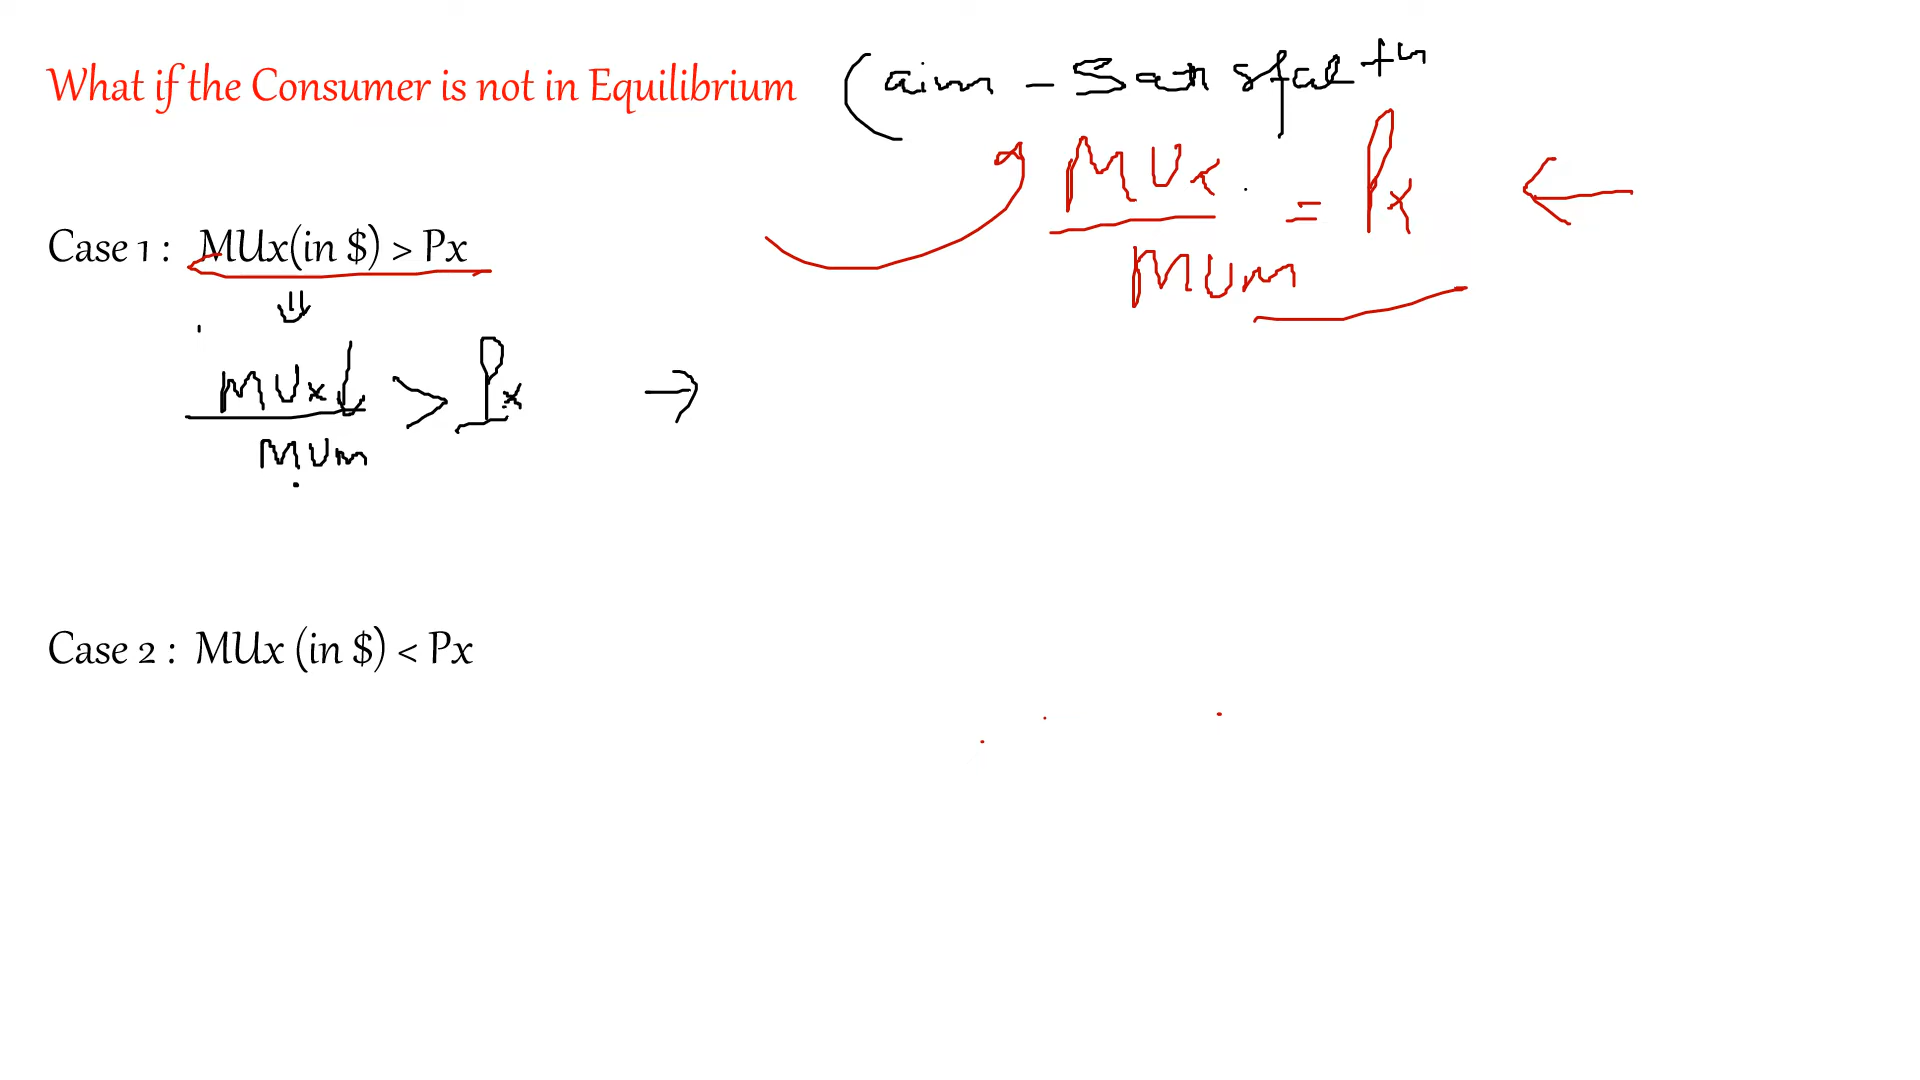 What if the Consumer is not in Equilibrium (aim - Satisfactn
MUx = Px
MUm
Case 1 : MUx(in $) > Px
MUx > Px
MUm
Case 2 : MUx (in $) < Px